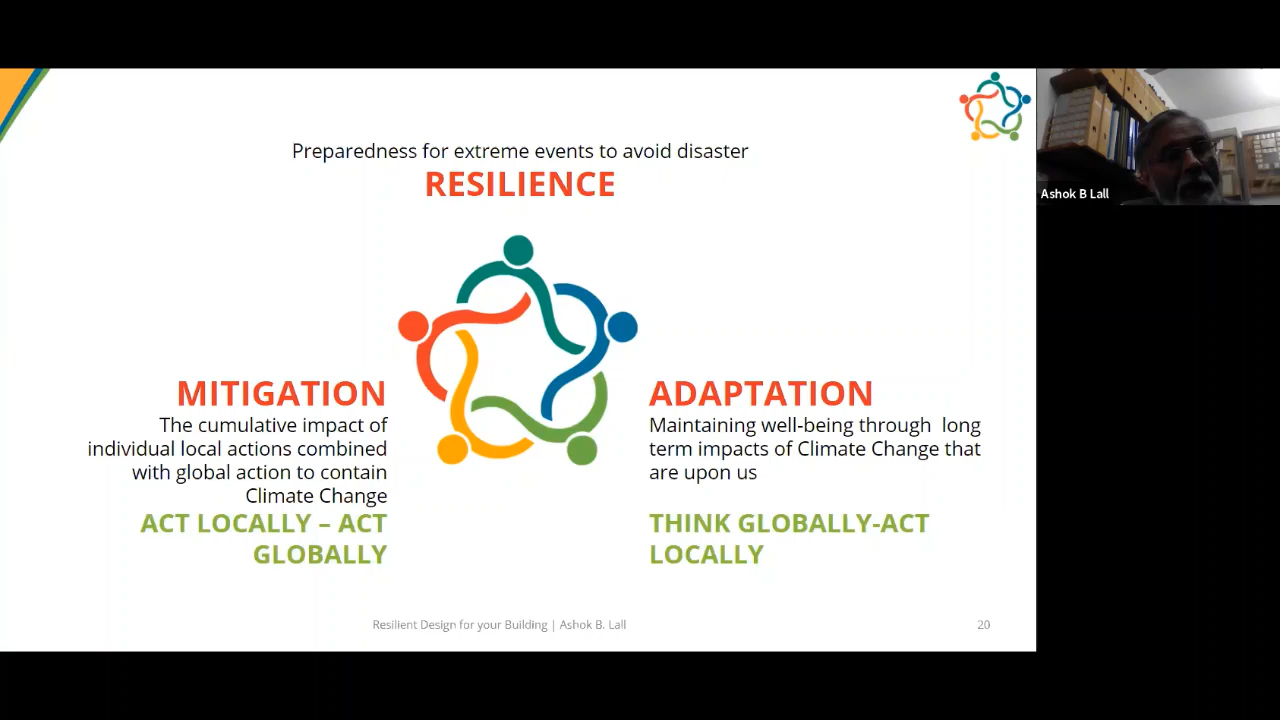 Preparedness for extreme events to avoid disaster
RESILIENCE
Ashok B Lall
MITIGATION
The cumulative impact of
individual local actions combined
with global action to contain
Climate Change
ACT LOCALLY – ACT
GLOBALLY
ADAPTATION
Maintaining well-being through  long
term impacts of Climate Change that
are upon us
THINK GLOBALLY-ACT
LOCALLY
Resilient Design for your Building | Ashok B. Lall
20